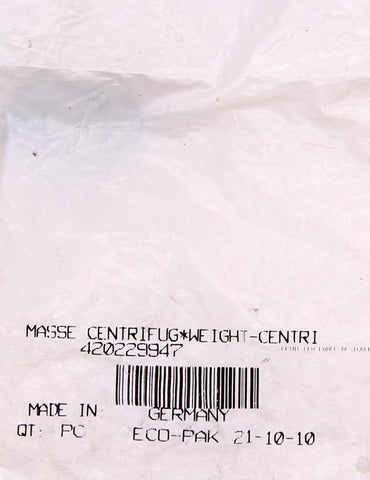 MASSE CENTRIFUG*WEIGHT-CENTRI
420229947
MADE IN: GERMANY
QT: PC ECO-PAK 21-10-10